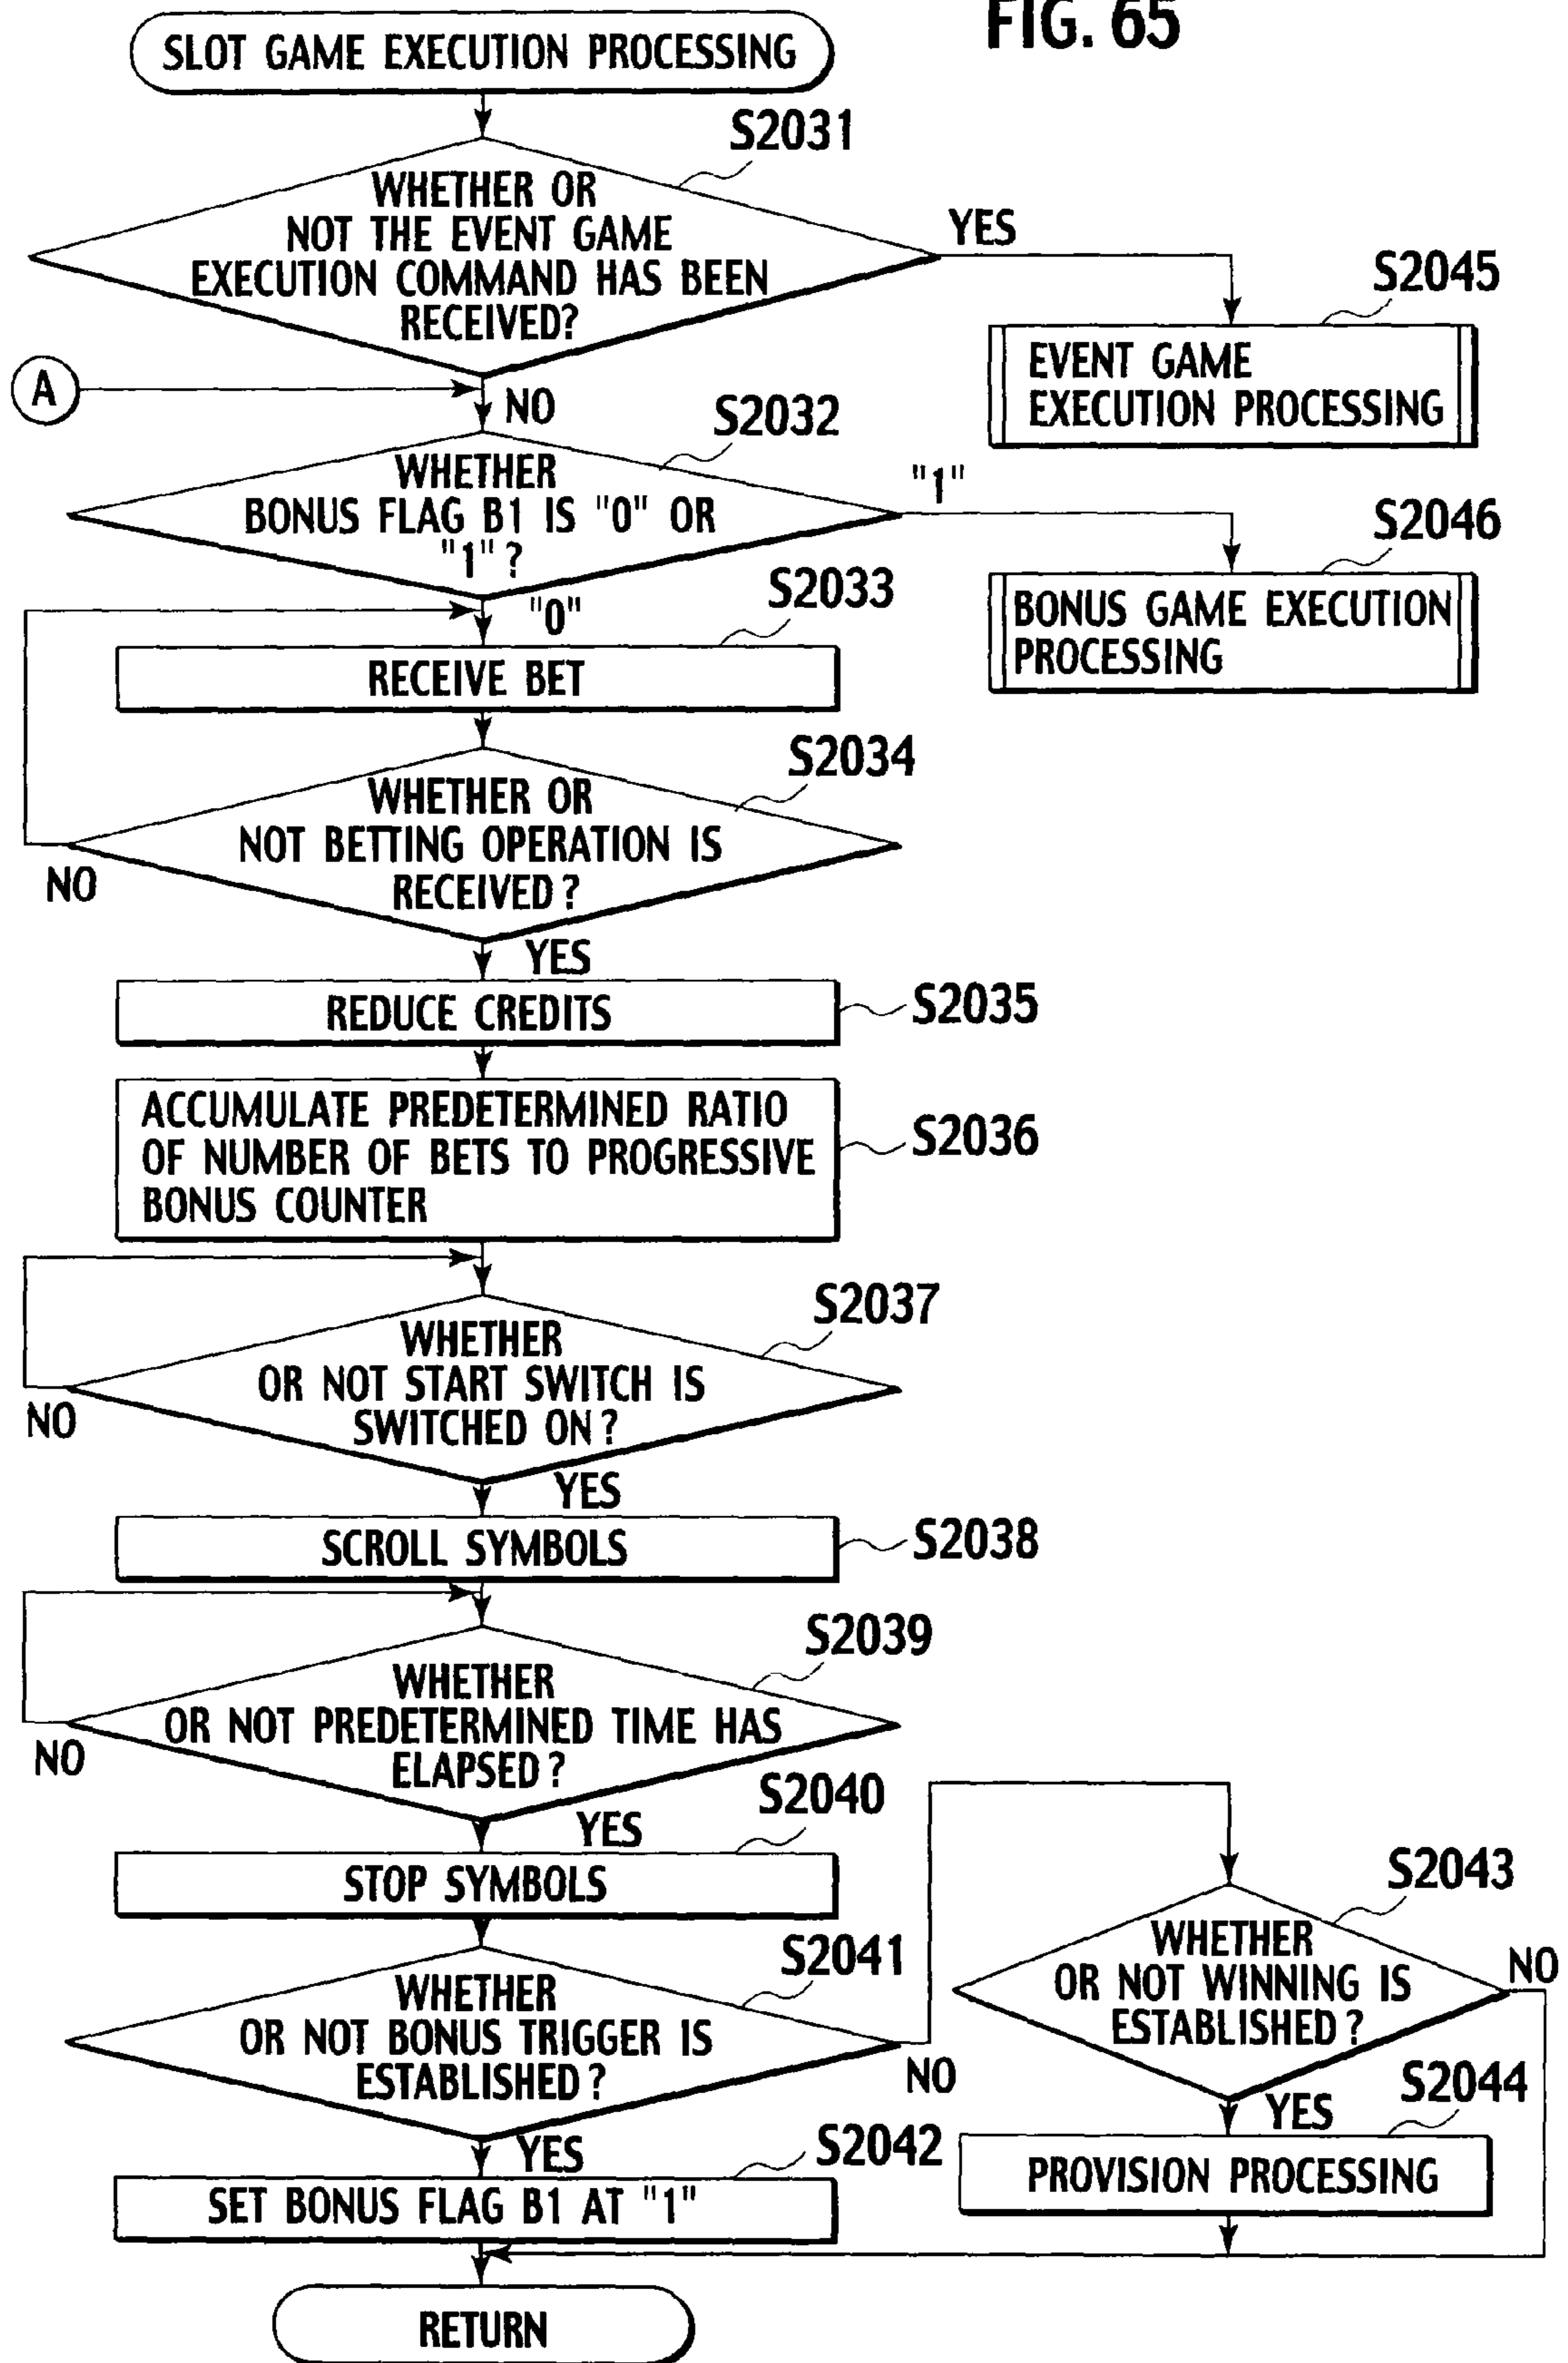 FIG. 65
SLOT GAME EXECUTION PROCESSING
S2031
WHETHER OR
NOT THE EVENT GAME
EXECUTION COMMAND HAS BEEN
RECEIVED?
YES
S2045
EVENT GAME
EXECUTION PROCESSING
A
NO
S2032
WHETHER
BONUS FLAG B1 IS "0" OR
"1" ?
"1"
S2046
BONUS GAME EXECUTION
PROCESSING
"0"
S2033
RECEIVE BET
S2034
WHETHER OR
NOT BETTING OPERATION IS
RECEIVED ?
NO
YES
REDUCE CREDITS
S2035
ACCUMULATE PREDETERMINED RATIO
OF NUMBER OF BETS TO PROGRESSIVE
BONUS COUNTER
S2036
S2037
WHETHER
OR NOT START SWITCH IS
SWITCHED ON ?
NO
YES
SCROLL SYMBOLS
S2038
S2039
WHETHER
OR NOT PREDETERMINED TIME HAS
ELAPSED ?
NO
YES
S2040
STOP SYMBOLS
S2041
WHETHER
OR NOT BONUS TRIGGER IS
ESTABLISHED ?
NO
YES
S2042
SET BONUS FLAG B1 AT "1"
S2043
WHETHER
OR NOT WINNING IS
ESTABLISHED ?
NO
YES
S2044
PROVISION PROCESSING
RETURN